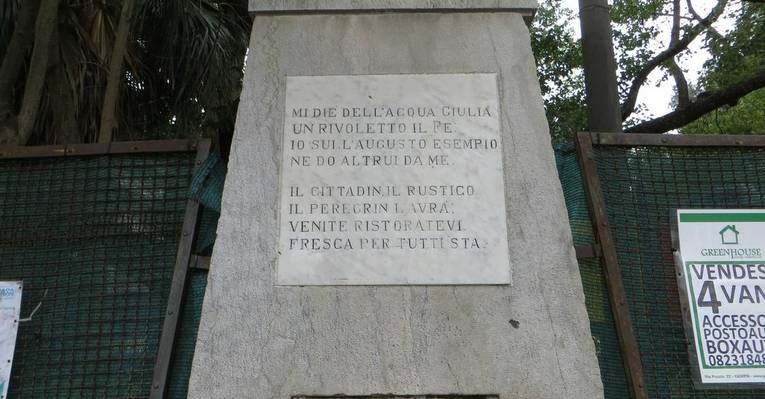 MI DIE DELL'ACQUA GIULIA
UN RIVOLETTO IL RE;
IO SULL'AUGUSTO ESEMPIO
NE DO ALTRUI DA ME.
IL CITTADIN, IL RUSTICO
IL PEREGRIN L'AVRÀ;
VENITE RISTORATEVI
FRESCA PER TUTTI STA.
GREENHOUSE
VENDES
4 VAN
ACCESSO
POSTOAU
BOXAUT
08231848